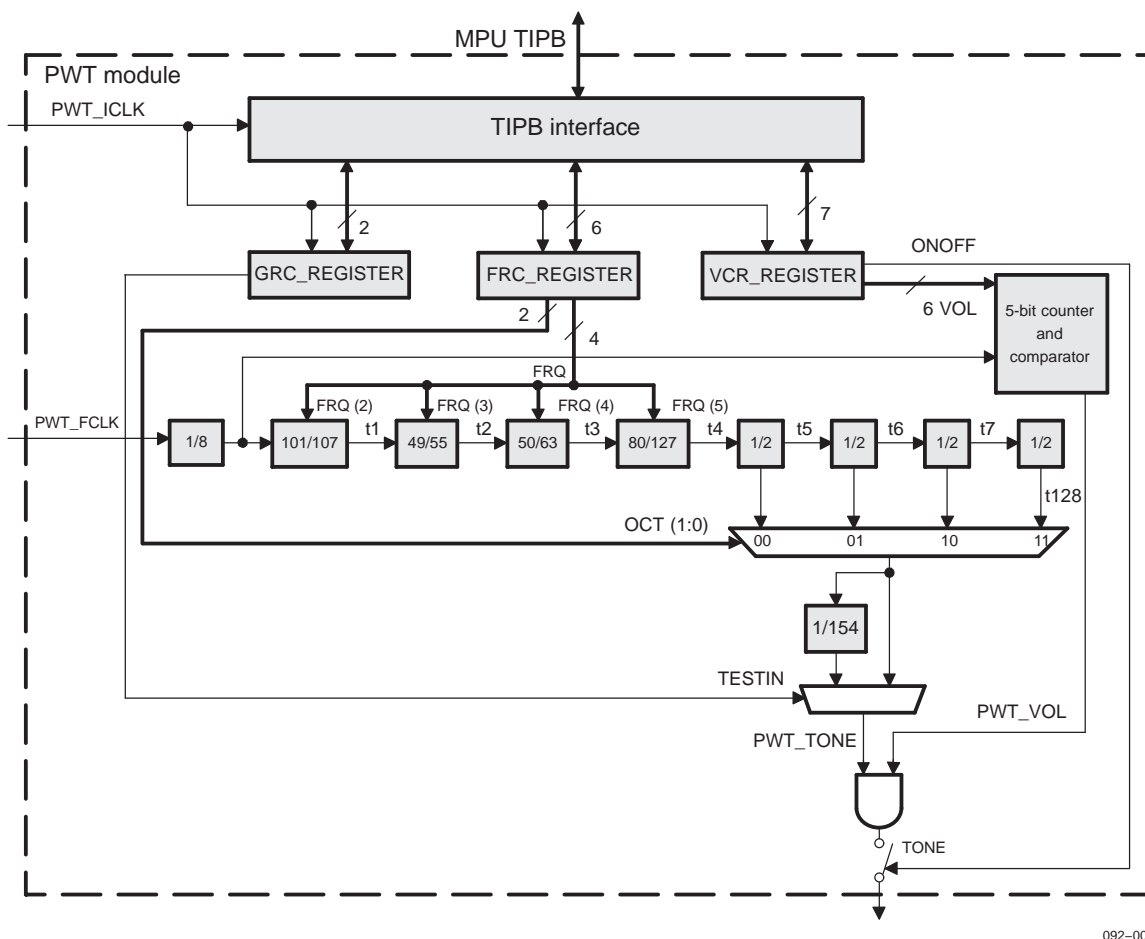 MPU TIPB
PWT module
PWT_ICLK
TIPB interface
2
6
7
GRC_REGISTER
FRC_REGISTER
VCR_REGISTER
ONOFF
6 VOL
5-bit counter
and
comparator
2
4
FRQ
FRQ (2)
FRQ (3)
FRQ (4)
FRQ (5)
PWT_FCLK
1/8
101/107
t1
49/55
t2
50/63
t3
80/127
t4
1/2
t5
1/2
t6
1/2
t7
1/2
t128
OCT (1:0)
00
01
10
11
1/154
TESTIN
PWT_VOL
PWT_TONE
TONE
092–00